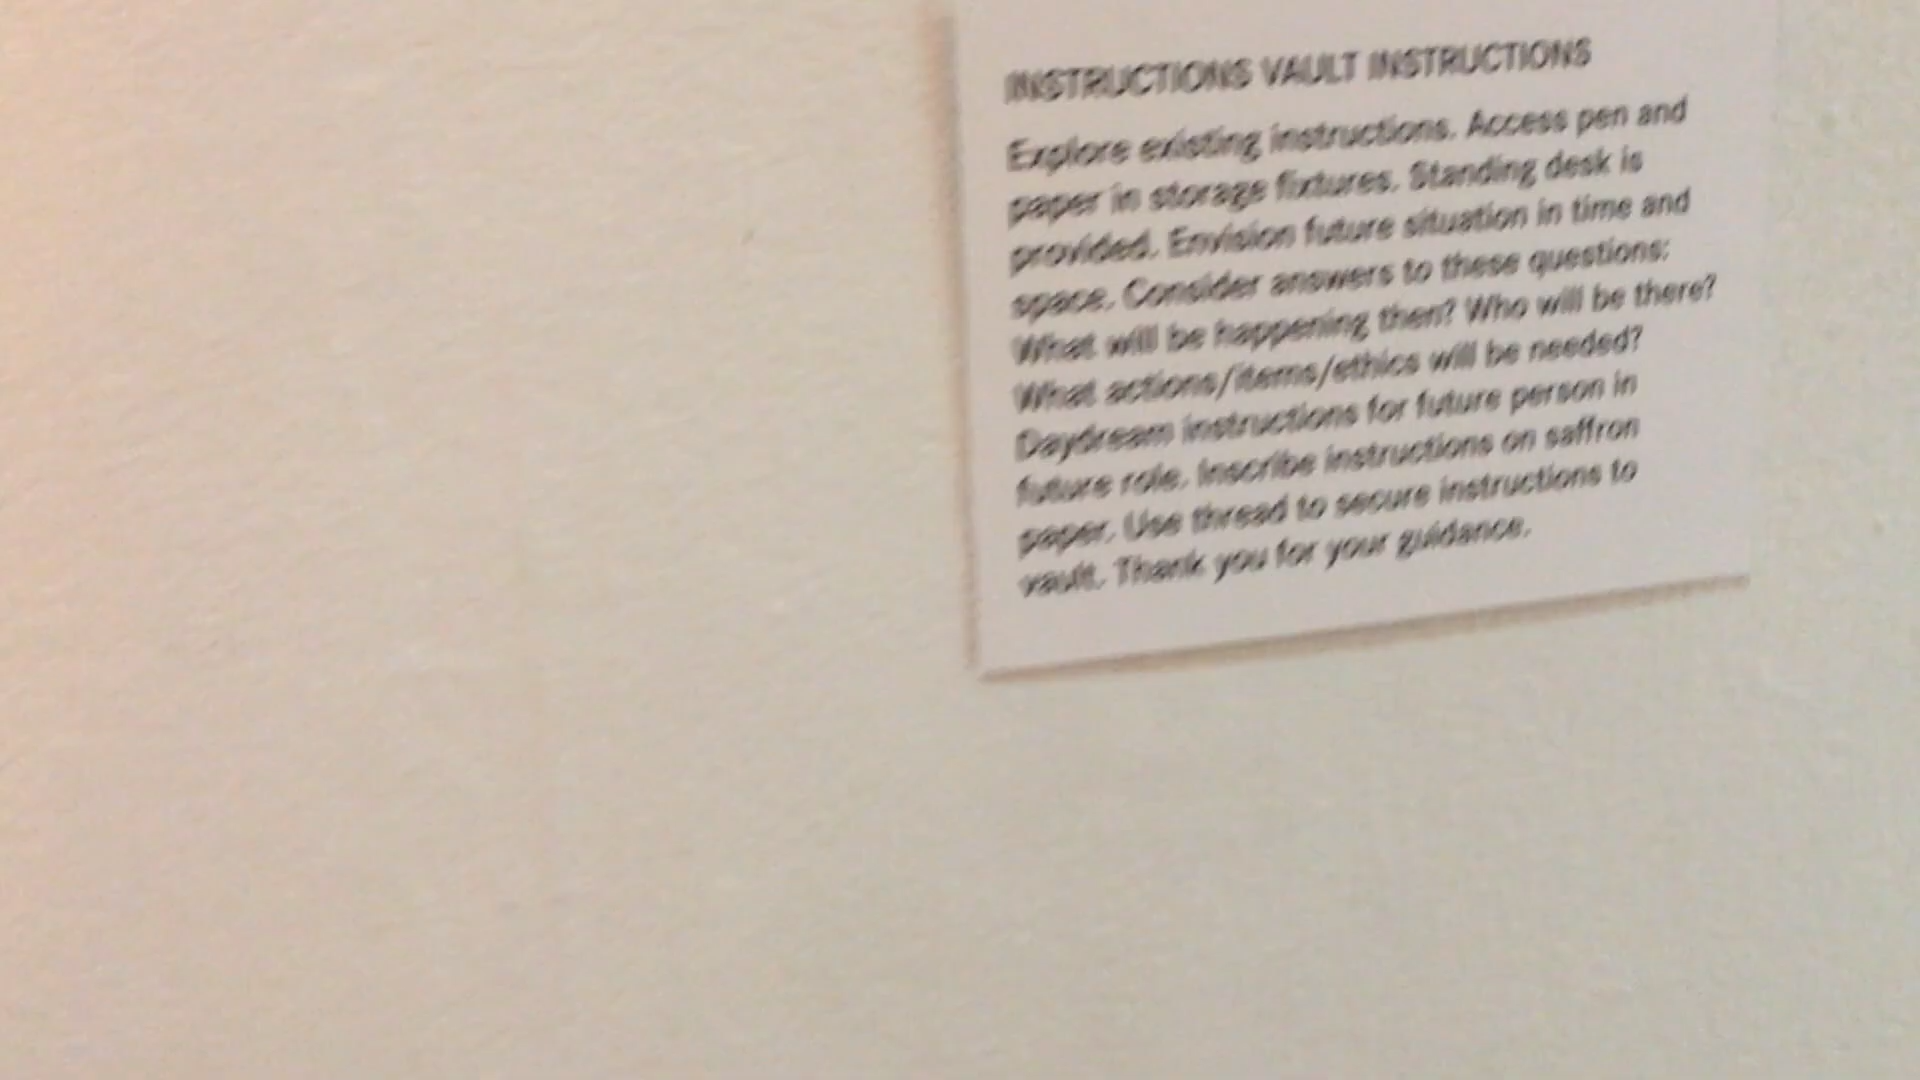 INSTRUCTIONS VAULT INSTRUCTIONS
Explore existing instructions. Access pen and
paper in storage fixtures. Standing desk is
provided. Envision future situation in time and
space. Consider answers to these questions:
What will be happening then? Who will be there?
What actions/items/ethics will be needed?
Daydream instructions for future person in
future role. Inscribe instructions on saffron
paper. Use thread to secure instructions to
vault. Thank you for your guidance.